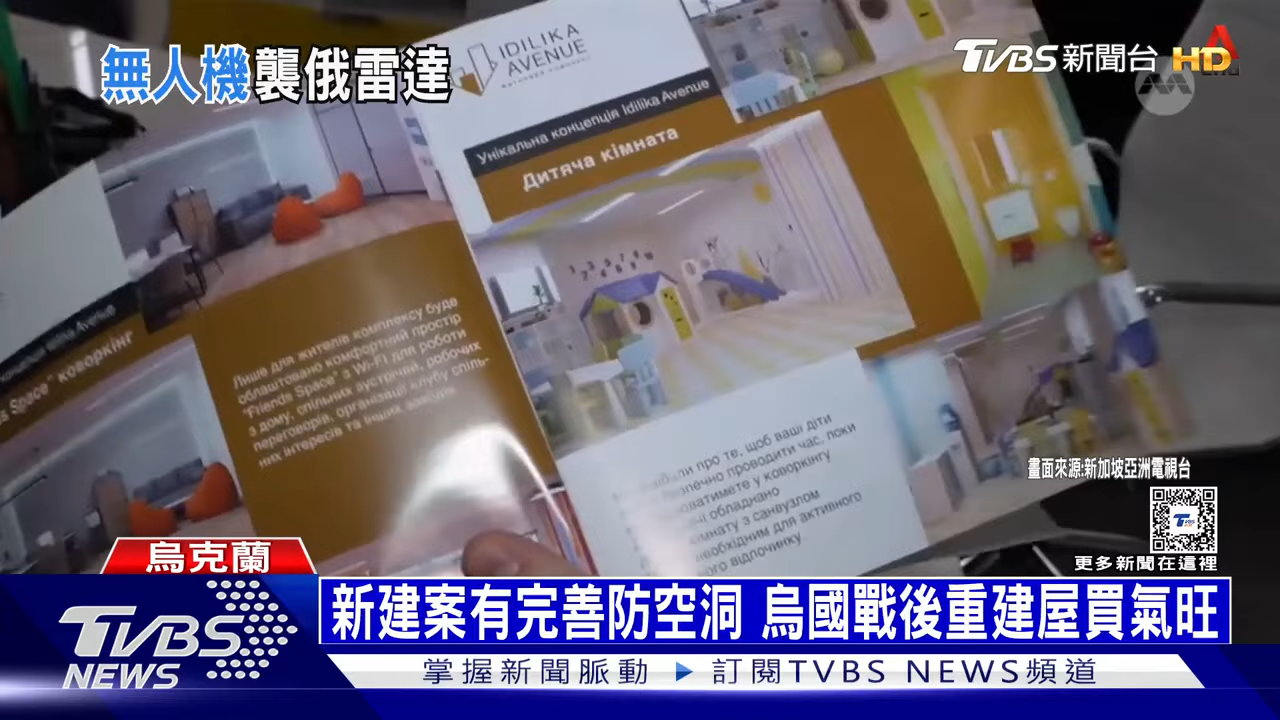 無人機襲俄雷達
TVBS新聞台 HD
IDILIKA
AVENUE
Унікальна концепція Idilika Avenue
Дитяча кімната
Space" коворкінг
Лише для жителів комплексу буде
облаштовано комфортний простір
"Friends Space" з Wi-Fi для роботи
з дому, спільних зустрічей, робочих
переговорів, організації клубу спіль-
них інтересів та інших заходів
про те, щоб ваші діти
безпечно проводити час, поки
у коворкінгу
обладнано
кімнату з санвузлом
необхідним для активного
відпочинку
畫面來源:新加坡亞洲電視台
TVBS
更多新聞在這裡
烏克蘭
新建案有完善防空洞 烏國戰後重建屋買氣旺
TVBS
NEWS
掌握新聞脈動 ▶ 訂閱TVBS NEWS頻道